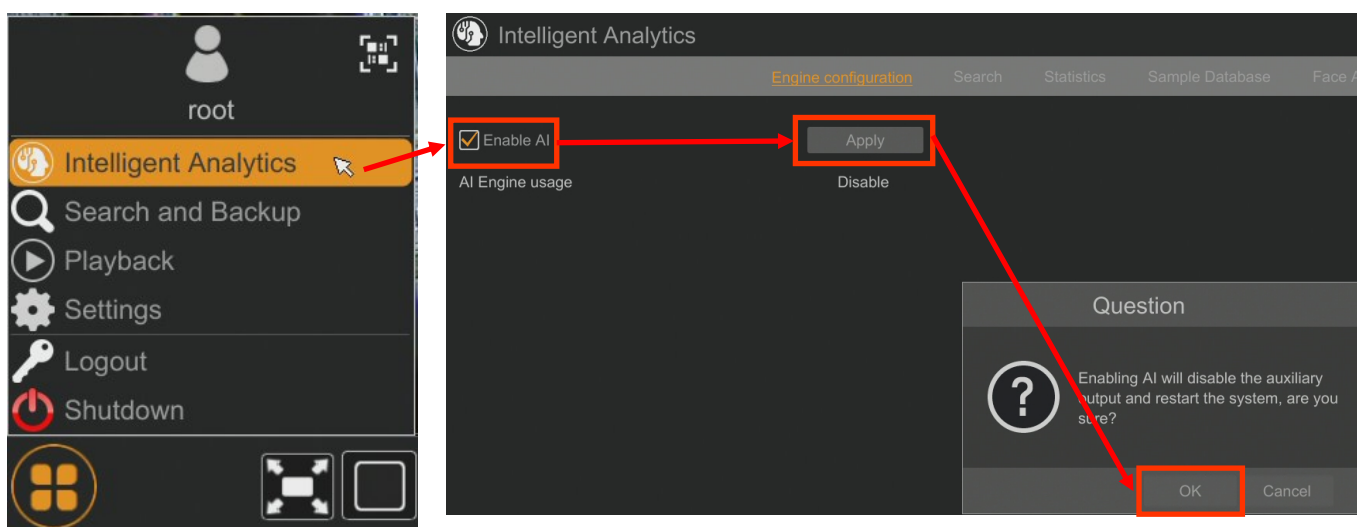 root
Intelligent Analytics
Search and Backup
Playback
Settings
Logout
Shutdown
Intelligent Analytics
Engine configuration Search Statistics Sample Database Face A
Enable AI Apply
AI Engine usage Disable
Question
Enabling AI will disable the auxiliary
output and restart the system, are you
sure?
OK Cancel